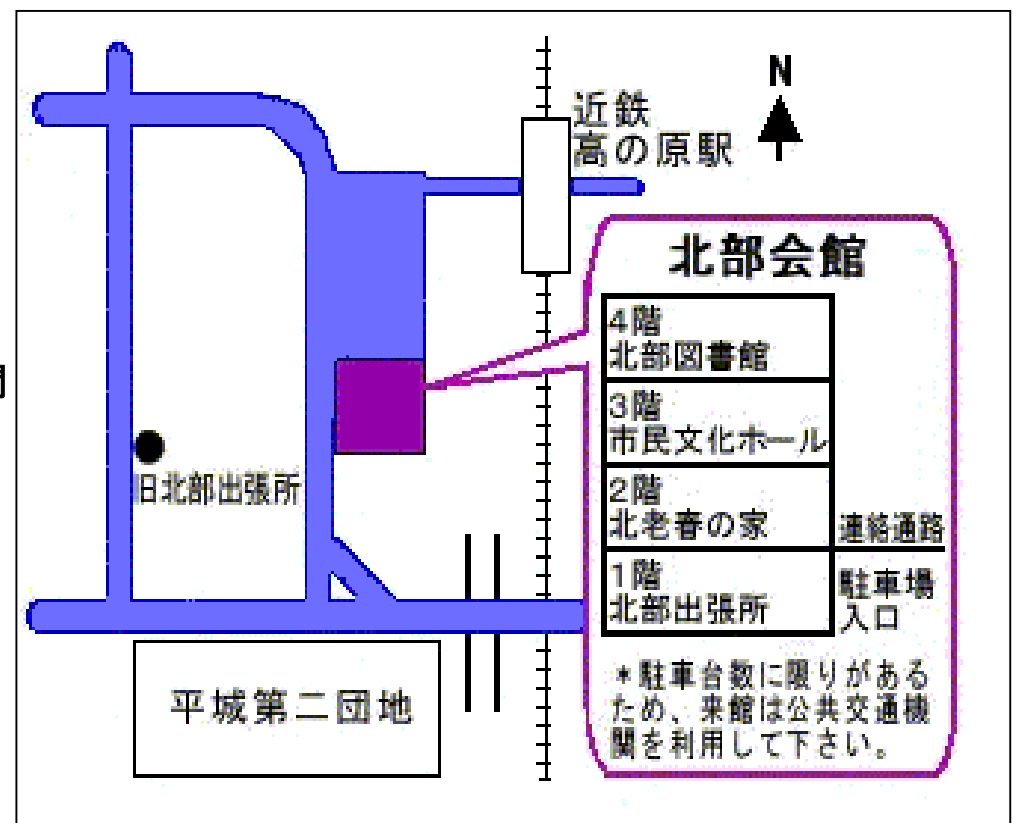 N
近鉄
高の原駅
北部会館
4階
北部図書館
3階
市民文化ホール
2階
北老春の家
連絡通路
1階
北部出張所
駐車場
入口
*駐車台数に限りがある
ため、来館は公共交通機
関を利用して下さい。
旧北部出張所
平城第二団地